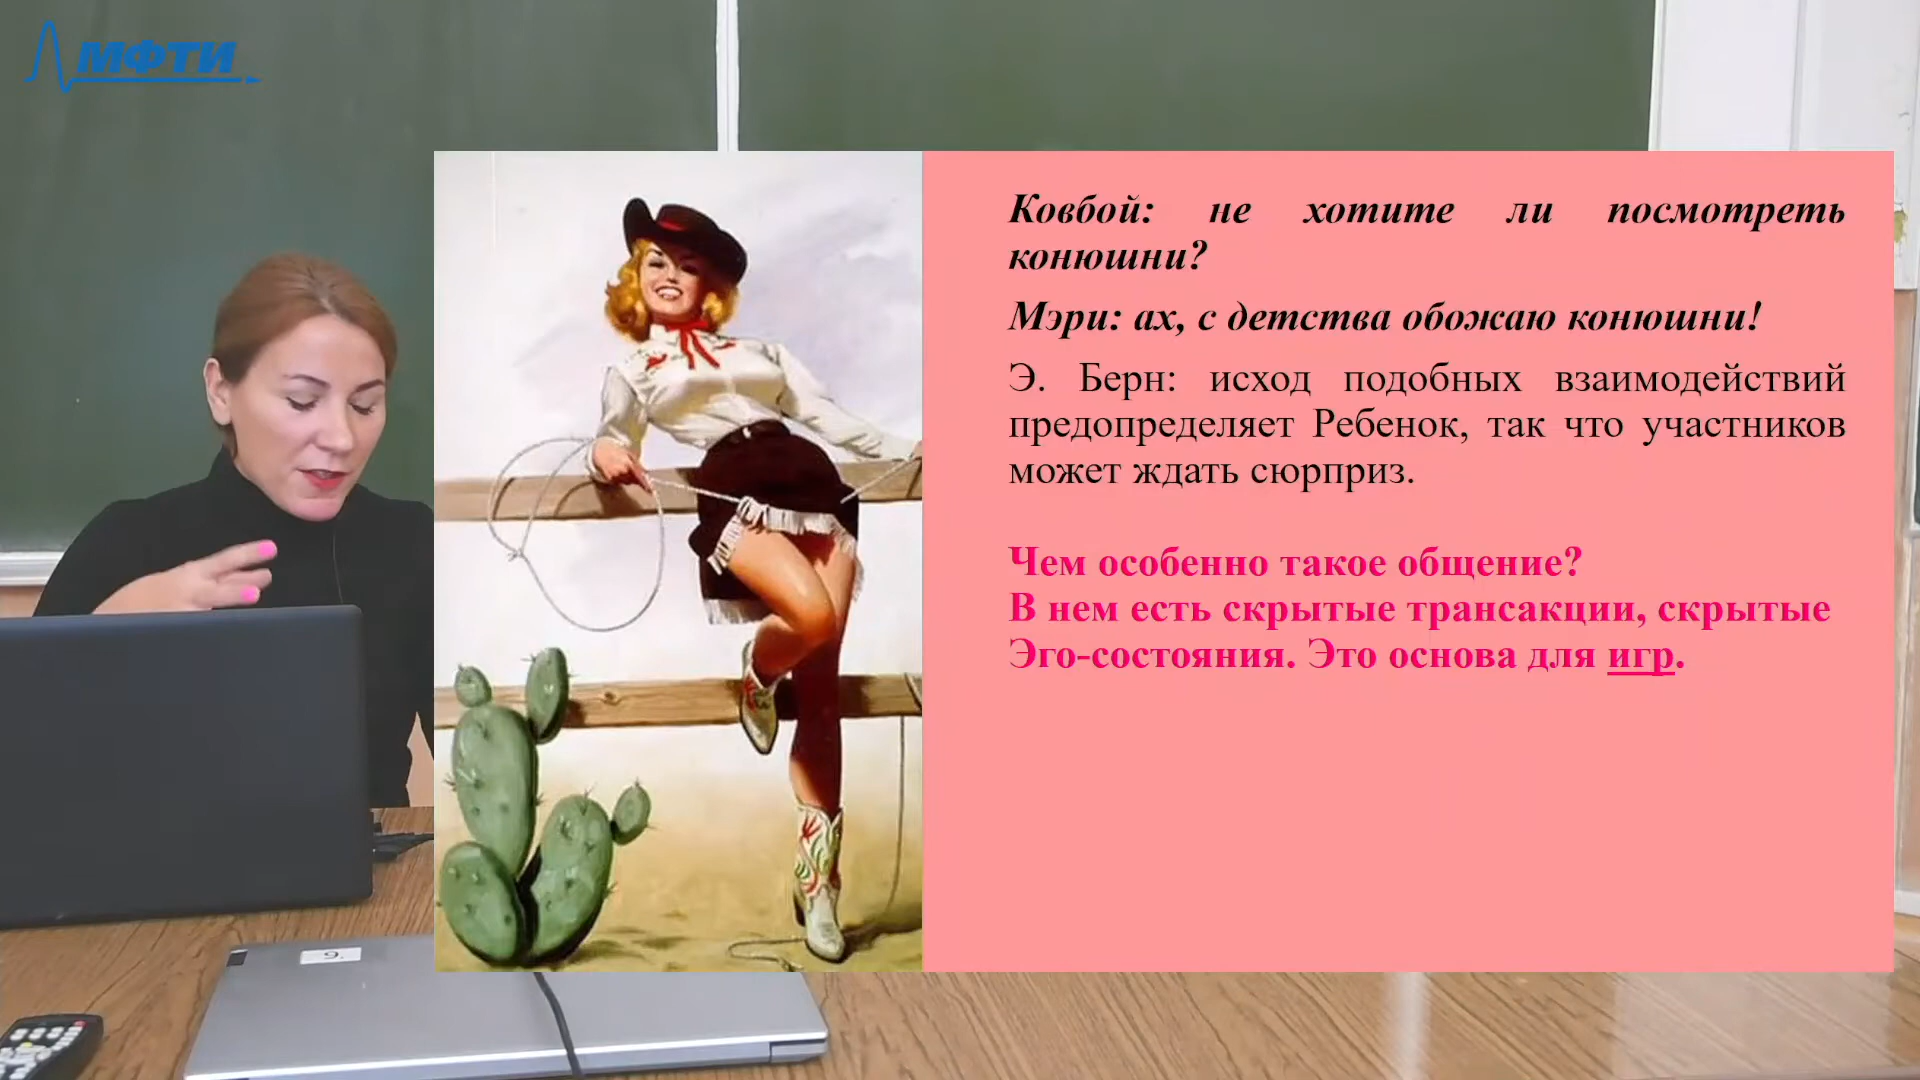 МФТИ
Ковбой: не хотите ли посмотреть
конюшни?
Мэри: ах, с детства обожаю конюшни!
Э. Берн: исход подобных взаимодействий
предопределяет Ребенок, так что участников
может ждать сюрприз.
Чем особенно такое общение?
В нем есть скрытые трансакции, скрытые
Эго-состояния. Это основа для игр.
9.